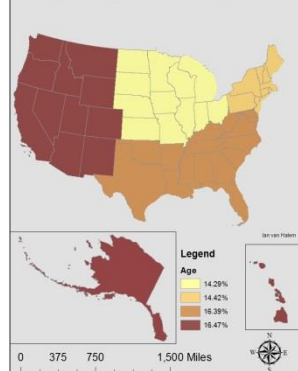 Ian van Halem
Legend
Age
14.29%
14.42%
16.39%
16.47%
N
W E
S
0 375 750 1,500 Miles